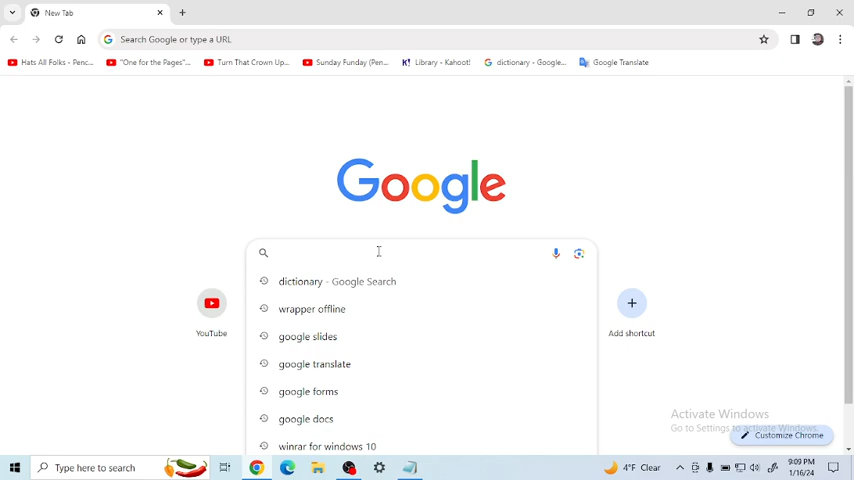 New Tab
Search Google or type a URL
Hats All Folks - Penc...
"One for the Pages"...
Turn That Crown Up...
Sunday Funday (Pen...
K! Library - Kahoot!
dictionary - Google...
Google Translate
Google
dictionary - Google Search
wrapper offline
google slides
google translate
google forms
google docs
winrar for windows 10
YouTube
Add shortcut
Activate Windows
Go to Settings to activate Windows.
Customize Chrome
Type here to search
4°F Clear
9:09 PM
1/16/24